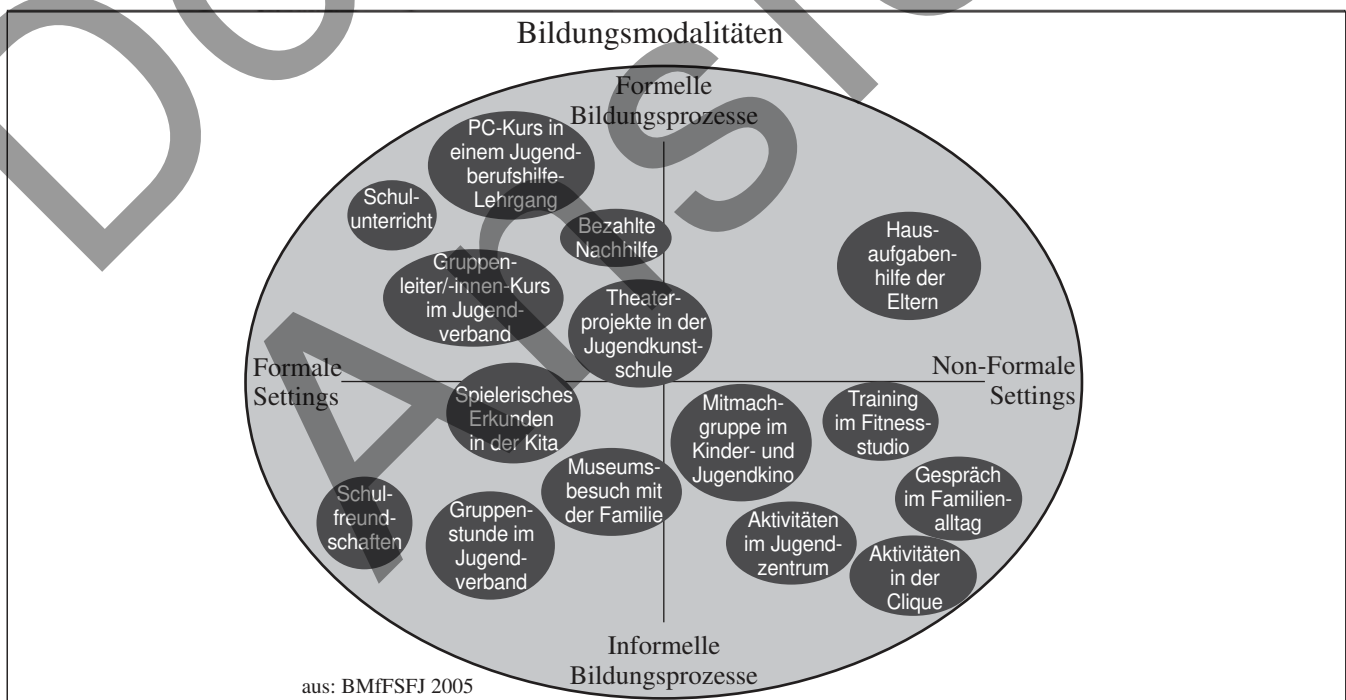 Bildungsmodalitäten
Formelle
Bildungsprozesse
PC-Kurs in
einem Jugend-
berufshilfe-
Lehrgang
Schul-
unterricht
Bezahlte
Nachhilfe
Haus-
aufgaben-
hilfe der
Eltern
Gruppen-
leiter/-innen-Kurs
im Jugend-
verband
Theater-
projekte in der
Jugendkunst-
schule
Formale
Settings
Non-Formale
Settings
Spielerisches
Erkunden
in der Kita
Mitmach-
gruppe im
Kinder- und
Jugendkino
Training
im Fitness-
studio
Museums-
besuch mit
der Familie
Gespräch
im Familien-
alltag
Schul-
freund-
schaften
Gruppen-
stunde im
Jugend-
verband
Aktivitäten
im Jugend-
zentrum
Aktivitäten
in der
Clique
Informelle
Bildungsprozesse
aus: BMfFSFJ 2005